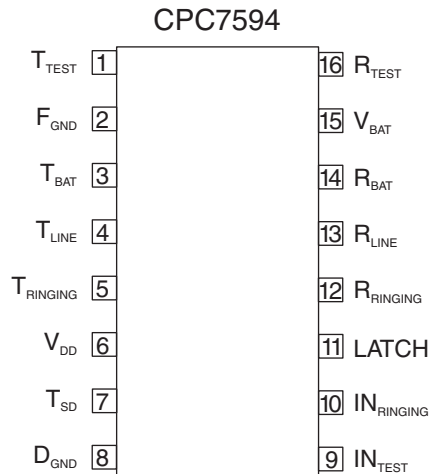 CPC7594
T_TEST 1 16 R_TEST
F_GND 2 15 V_BAT
T_BAT 3 14 R_BAT
T_LINE 4 13 R_LINE
T_RINGING 5 12 R_RINGING
V_DD 6 11 LATCH
T_SD 7 10 IN_RINGING
D_GND 8 9 IN_TEST